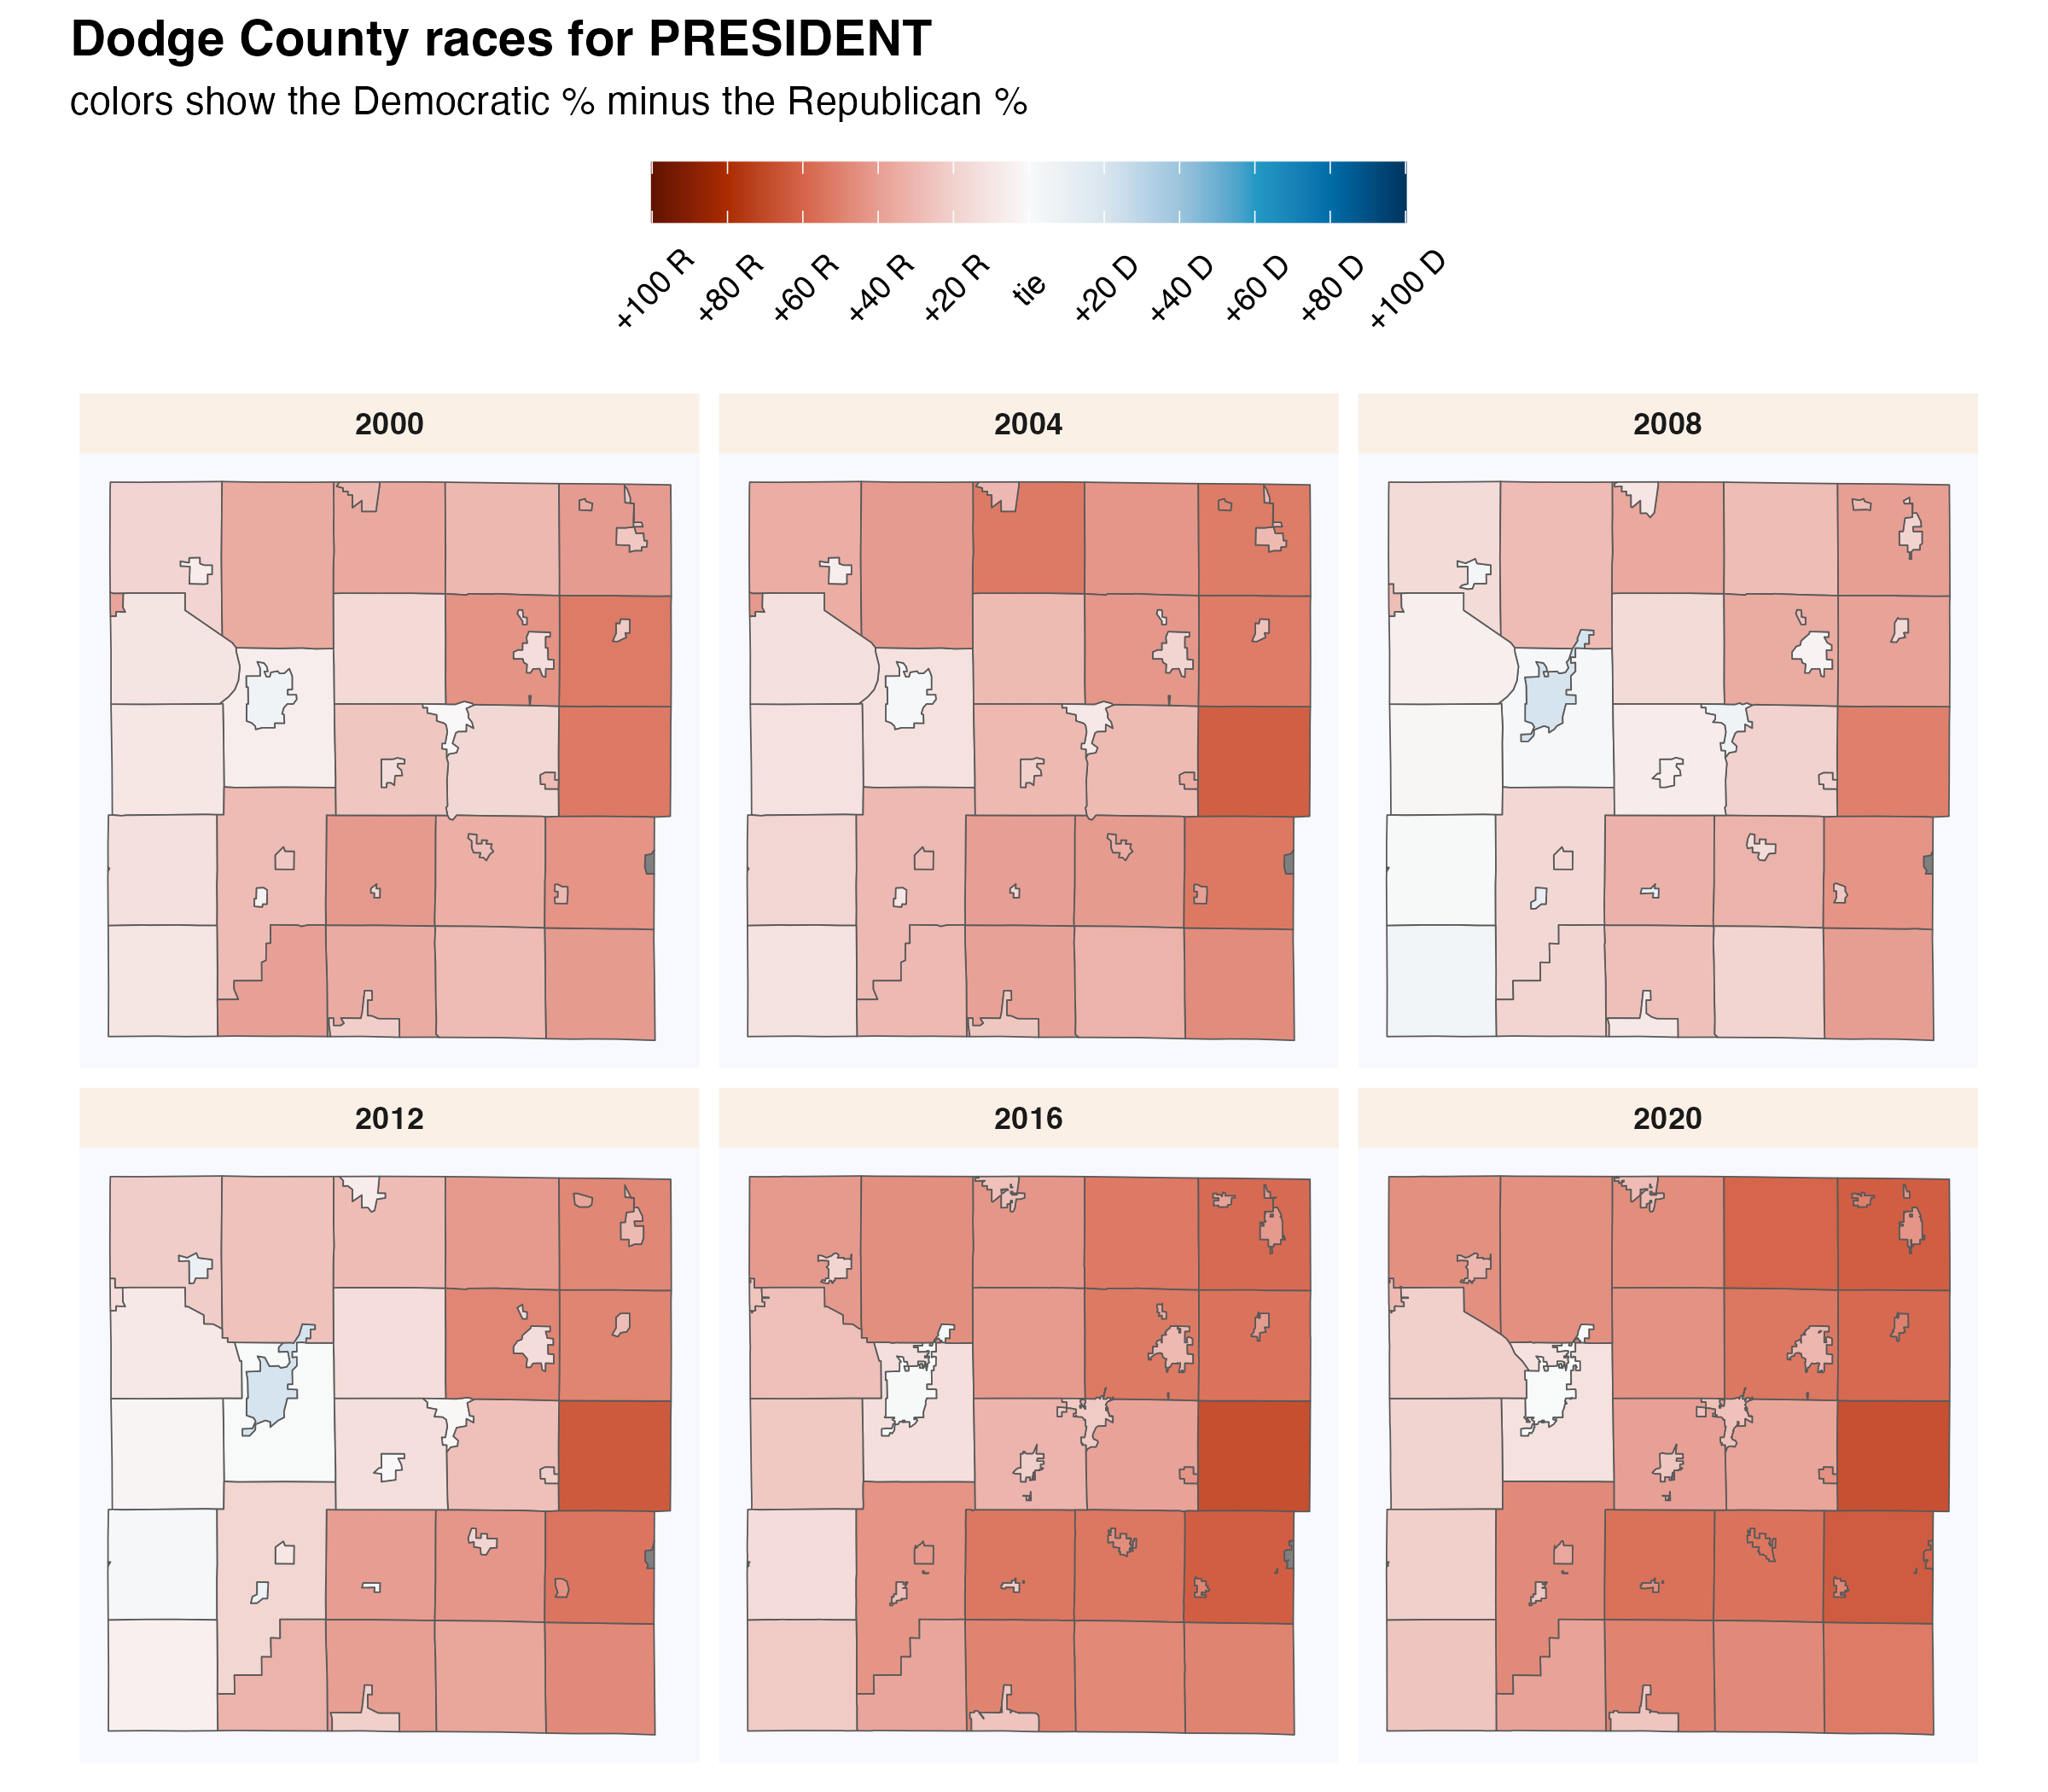 Dodge County races for PRESIDENT
colors show the Democratic % minus the Republican %
+100 R
+80 R
+60 R
+40 R
+20 R
tie
+20 D
+40 D
+60 D
+80 D
+100 D
2000
2004
2008
2012
2016
2020